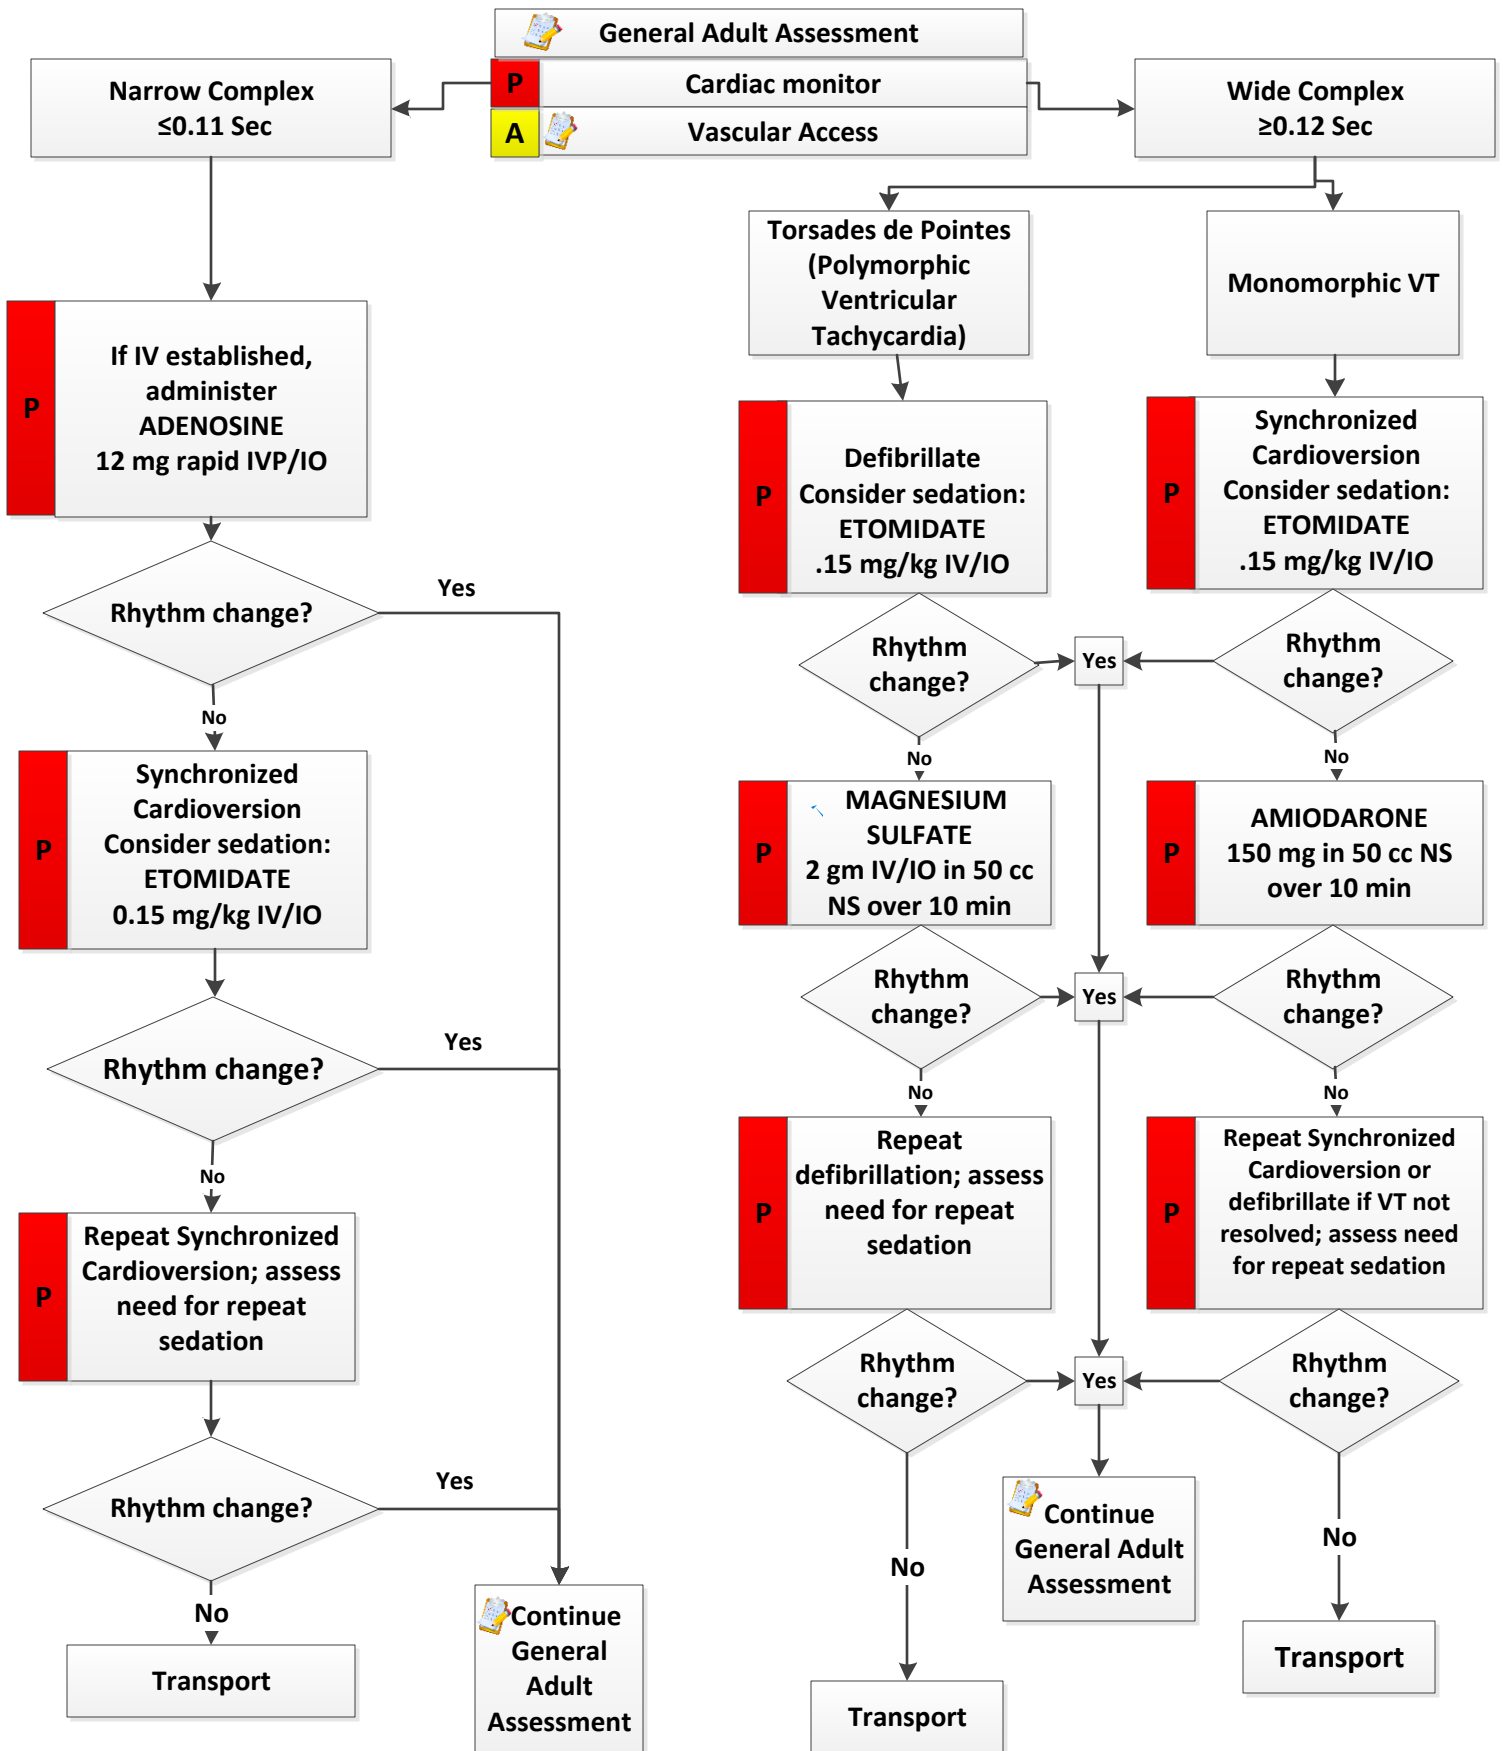 General Adult Assessment
P
Cardiac monitor
A
Vascular Access
Narrow Complex
≤0.11 Sec
Wide Complex
≥0.12 Sec
P
If IV established,
administer
ADENOSINE
12 mg rapid IVP/IO
Rhythm change?
Yes
No
P
Synchronized
Cardioversion
Consider sedation:
ETOMIDATE
0.15 mg/kg IV/IO
Rhythm change?
Yes
No
P
Repeat Synchronized
Cardioversion; assess
need for repeat
sedation
Rhythm change?
Yes
No
Transport
Continue
General
Adult
Assessment
Torsades de Pointes
(Polymorphic
Ventricular
Tachycardia)
P
Defibrillate
Consider sedation:
ETOMIDATE
.15 mg/kg IV/IO
Rhythm
change?
Yes
No
P
MAGNESIUM
SULFATE
2 gm IV/IO in 50 cc
NS over 10 min
Rhythm
change?
Yes
No
P
Repeat
defibrillation; assess
need for repeat
sedation
Rhythm
change?
Yes
No
Transport
Continue
General Adult
Assessment
Monomorphic VT
P
Synchronized
Cardioversion
Consider sedation:
ETOMIDATE
.15 mg/kg IV/IO
Rhythm
change?
No
P
AMIODARONE
150 mg in 50 cc NS
over 10 min
Rhythm
change?
No
P
Repeat Synchronized
Cardioversion or
defibrillate if VT not
resolved; assess need
for repeat sedation
Rhythm
change?
No
Transport